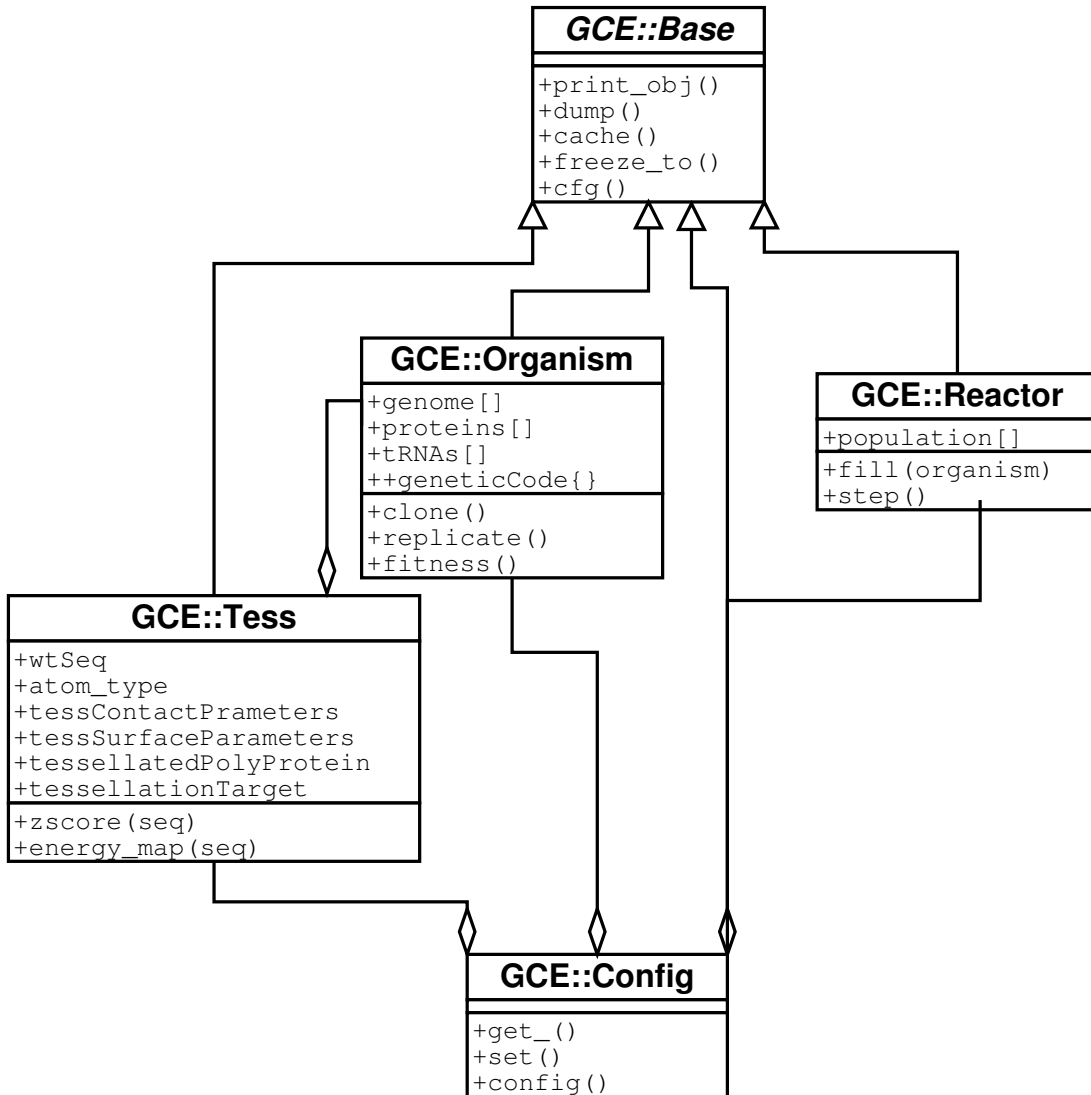 GCE::Base
+print_obj()
+dump()
+cache()
+freeze_to()
+cfg()
GCE::Organism
+genome[]
+proteins[]
+tRNAs[]
++geneticCode{}
+clone()
+replicate()
+fitness()
GCE::Reactor
+population[]
+fill(organism)
+step()
GCE::Tess
+wtSeq
+atom_type
+tessContactPrameters
+tessSurfaceParameters
+tessellatedPolyProtein
+tessellationTarget
+zscore(seq)
+energy_map(seq)
GCE::Config
+get_()
+set()
+config()